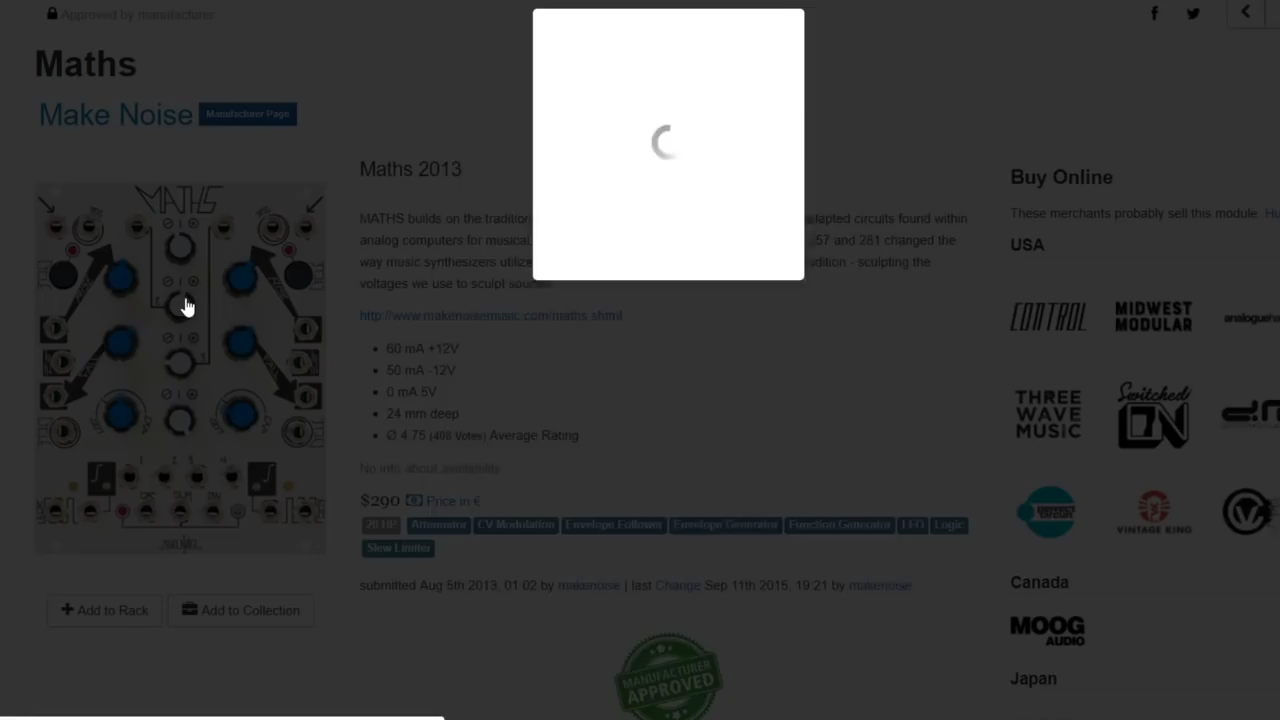 Approved by manufacturer
Maths
Make Noise Manufacturer Page
MATHS
Maths 2013
MATHS builds on the tradition
adapted circuits found within
analog computers for musical
57 and 281 changed the
way music synthesizers utilize
sculpting the
voltages we use to sculpt
http://www.makenoisemusic.com/maths.shtml
60 mA +12V
50 mA -12V
0 mA 5V
24 mm deep
Ø 4.75 (408 Votes) Average Rating
No info about availability
$290 Price in €
20 HP Attenuator CV Modulation Envelope Follower Envelope Generator Function Generator LFO Logic
Slew Limiter
submitted Aug 5th 2013, 01:02 by makenoise | last Change Sep 11th 2015, 19:21 by makenoise
+ Add to Rack
Add to Collection
MANUFACTURER
APPROVED
Buy Online
These merchants probably sell this module.
USA
CONTROL
MIDWEST
MODULAR
THREE
WAVE
MUSIC
Switched
ON
VINTAGE KING
Canada
MOOG
AUDIO
Japan